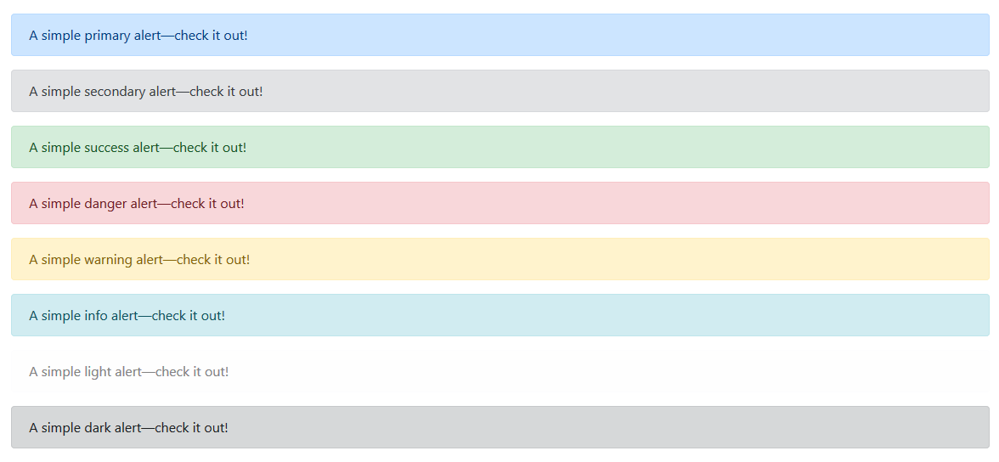 A simple primary alert—check it out!
A simple secondary alert—check it out!
A simple success alert—check it out!
A simple danger alert—check it out!
A simple warning alert—check it out!
A simple info alert—check it out!
A simple light alert—check it out!
A simple dark alert—check it out!